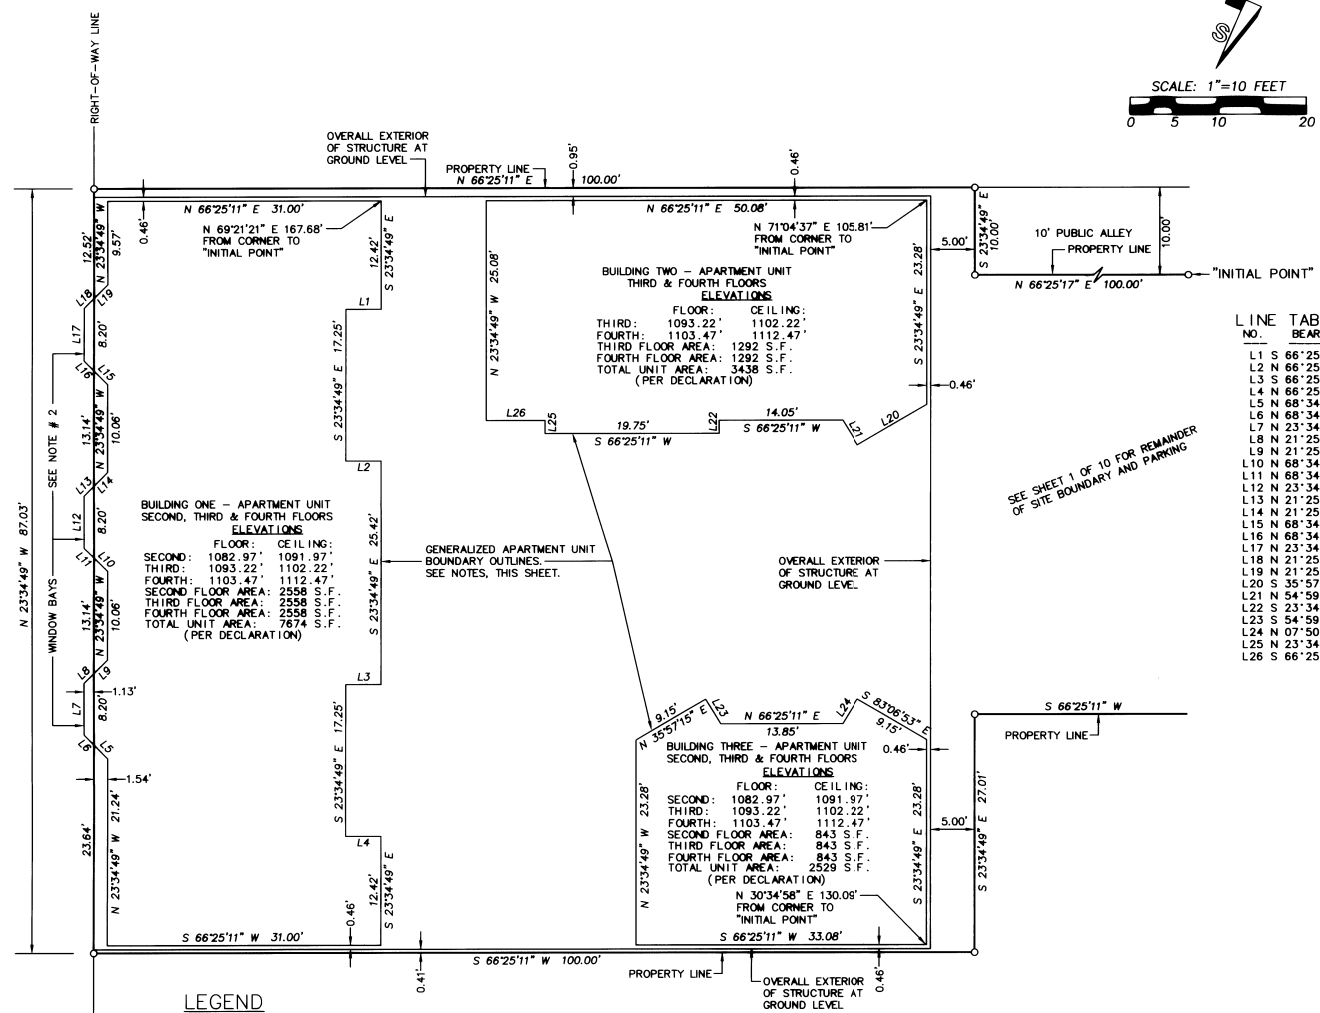 RIGHT-OF-WAY LINE
S
SCALE: 1"=10 FEET
0 5 10 20
OVERALL EXTERIOR
OF STRUCTURE AT
GROUND LEVEL
PROPERTY LINE
N 66°25'11" E 100.00'
0.95'
0.46'
N 66°25'11" E 31.00'
0.46'
N 69°21'21" E 167.68'
FROM CORNER TO
"INITIAL POINT"
12.42'
S 23°34'49" E
N 66°25'11" E 50.08'
N 71°04'37" E 105.81'
FROM CORNER TO
"INITIAL POINT"
5.00'
S 23°34'49" E
10.00'
10' PUBLIC ALLEY
PROPERTY LINE
10.00'
"INITIAL POINT"
N 66°25'17" E 100.00'
12.52'
N 23°34'49" W
9.57'
L18
L19
L17
8.20'
L16
L15
13.14'
N 23°34'49" W
10.06'
L13
L14
L12
8.20'
L11
L10
13.14'
N 23°34'49" W
10.06'
L8
L9
L7
8.20'
1.13'
L6
L5
1.54'
23.64'
N 23°34'49" W 21.24'
N 23°34'49" W 87.03'
WINDOW BAYS
SEE NOTE # 2
L1
S 23°34'49" E 17.25'
L2
S 23°34'49" E 25.42'
L3
S 23°34'49" E 17.25'
L4
12.42'
S 23°34'49" E
BUILDING ONE - APARTMENT UNIT
SECOND, THIRD & FOURTH FLOORS
ELEVATIONS
FLOOR: CEILING:
SECOND: 1082.97' 1091.97'
THIRD: 1093.22' 1102.22'
FOURTH: 1103.47' 1112.47'
SECOND FLOOR AREA: 2558 S.F.
THIRD FLOOR AREA: 2558 S.F.
FOURTH FLOOR AREA: 2558 S.F.
TOTAL UNIT AREA: 7674 S.F.
(PER DECLARATION)
N 23°34'49" W 25.08'
BUILDING TWO - APARTMENT UNIT
THIRD & FOURTH FLOORS
ELEVATIONS
FLOOR: CEILING:
THIRD: 1093.22' 1102.22'
FOURTH: 1103.47' 1112.47'
THIRD FLOOR AREA: 1292 S.F.
FOURTH FLOOR AREA: 1292 S.F.
TOTAL UNIT AREA: 3438 S.F.
(PER DECLARATION)
S 23°34'49" E 23.28'
0.46'
L26
L25
19.75'
S 66°25'11" W
L22
14.05'
S 66°25'11" W
L21
L20
GENERALIZED APARTMENT UNIT
BOUNDARY OUTLINES.
SEE NOTES, THIS SHEET.
OVERALL EXTERIOR
OF STRUCTURE AT
GROUND LEVEL
SEE SHEET 1 OF 10 FOR REMAINDER
OF SITE BOUNDARY AND PARKING
LINE TAB
NO. BEAR
L1 S 66°25
L2 N 66°25
L3 S 66°25
L4 N 66°25
L5 N 68°34
L6 N 68°34
L7 N 23°34
L8 N 21°25
L9 N 21°25
L10 N 68°34
L11 N 68°34
L12 N 23°34
L13 N 21°25
L14 N 21°25
L15 N 68°34
L16 N 68°34
L17 N 23°34
L18 N 21°25
L19 N 21°25
L20 S 35°57
L21 N 54°59
L22 S 23°34
L23 S 54°59
L24 N 07°50
L25 N 23°34
L26 S 66°25
9.15'
N 35°57'15" E
L23
N 66°25'11" E
13.85'
L24
S 83°06'53" E
9.15'
0.46'
BUILDING THREE - APARTMENT UNIT
SECOND, THIRD & FOURTH FLOORS
ELEVATIONS
FLOOR: CEILING:
SECOND: 1082.97' 1091.97'
THIRD: 1093.22' 1102.22'
FOURTH: 1103.47' 1112.47'
SECOND FLOOR AREA: 843 S.F.
THIRD FLOOR AREA: 843 S.F.
FOURTH FLOOR AREA: 843 S.F.
TOTAL UNIT AREA: 2529 S.F.
(PER DECLARATION)
N 30°34'58" E 130.09'
FROM CORNER TO
"INITIAL POINT"
N 23°34'49" W 23.28'
S 23°34'49" E 23.28'
5.00'
S 23°34'49" E 27.01'
S 66°25'11" W
PROPERTY LINE
S 66°25'11" W 31.00'
0.46'
S 66°25'11" W 33.08'
S 66°25'11" W 100.00'
0.41'
PROPERTY LINE
0.46'
OVERALL EXTERIOR
OF STRUCTURE AT
GROUND LEVEL
LEGEND